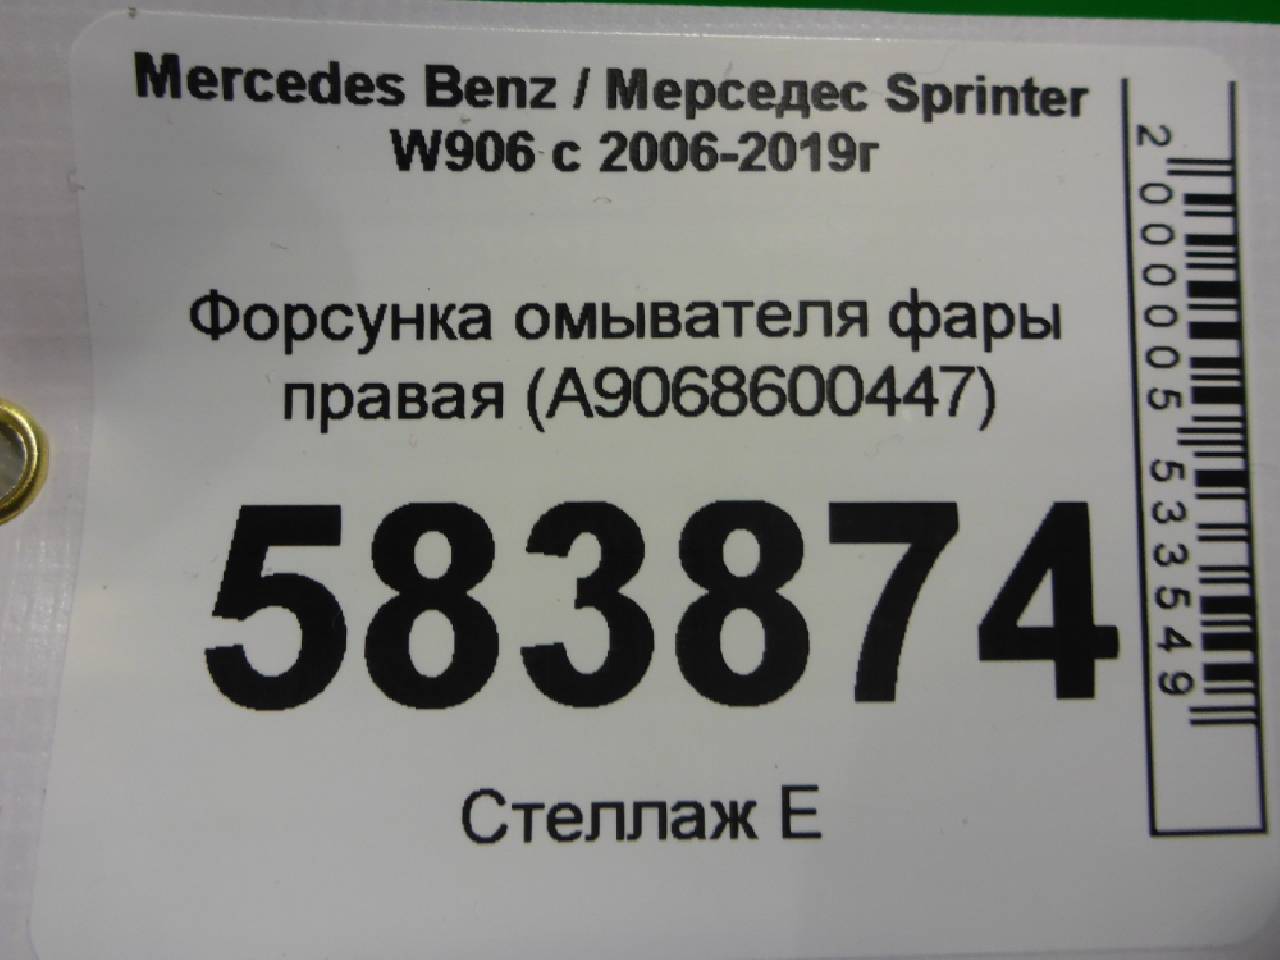 Mercedes Benz / Мерседес Sprinter
W906 с 2006-2019г
Форсунка омывателя фары
правая (A9068600447)
583874
Стеллаж Е
2000005533549